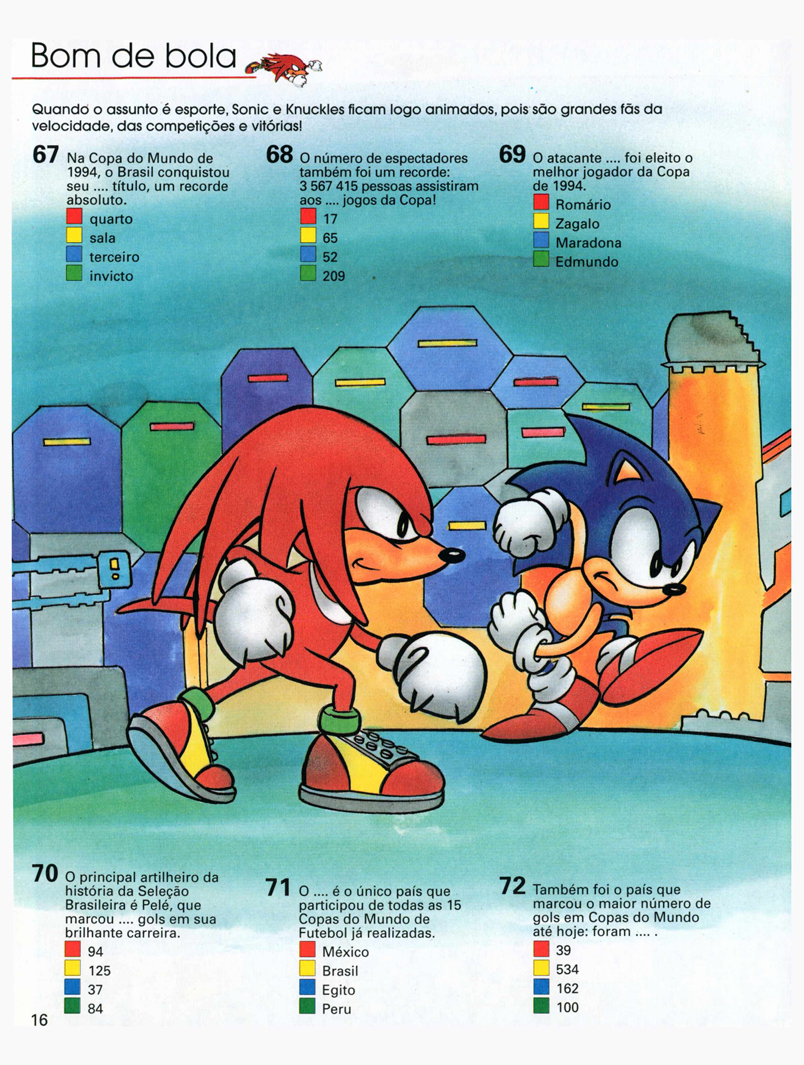 Bom de bola
Quando o assunto é esporte, Sonic e Knuckles ficam logo animados, pois são grandes fãs da
velocidade, das competições e vitórias!
67 Na Copa do Mundo de
1994, o Brasil conquistou
seu .... título, um recorde
absoluto.
quarto
sala
terceiro
invicto
68 O número de espectadores
também foi um recorde:
3 567 415 pessoas assistiram
aos .... jogos da Copa!
17
65
52
209
69 O atacante .... foi eleito o
melhor jogador da Copa
de 1994.
Romário
Zagalo
Maradona
Edmundo
70 O principal artilheiro da
história da Seleção
Brasileira é Pelé, que
marcou .... gols em sua
brilhante carreira.
94
125
37
84
71 O .... é o único país que
participou de todas as 15
Copas do Mundo de
Futebol já realizadas.
México
Brasil
Egito
Peru
72 Também foi o país que
marcou o maior número de
gols em Copas do Mundo
até hoje: foram .... .
39
534
162
100
16